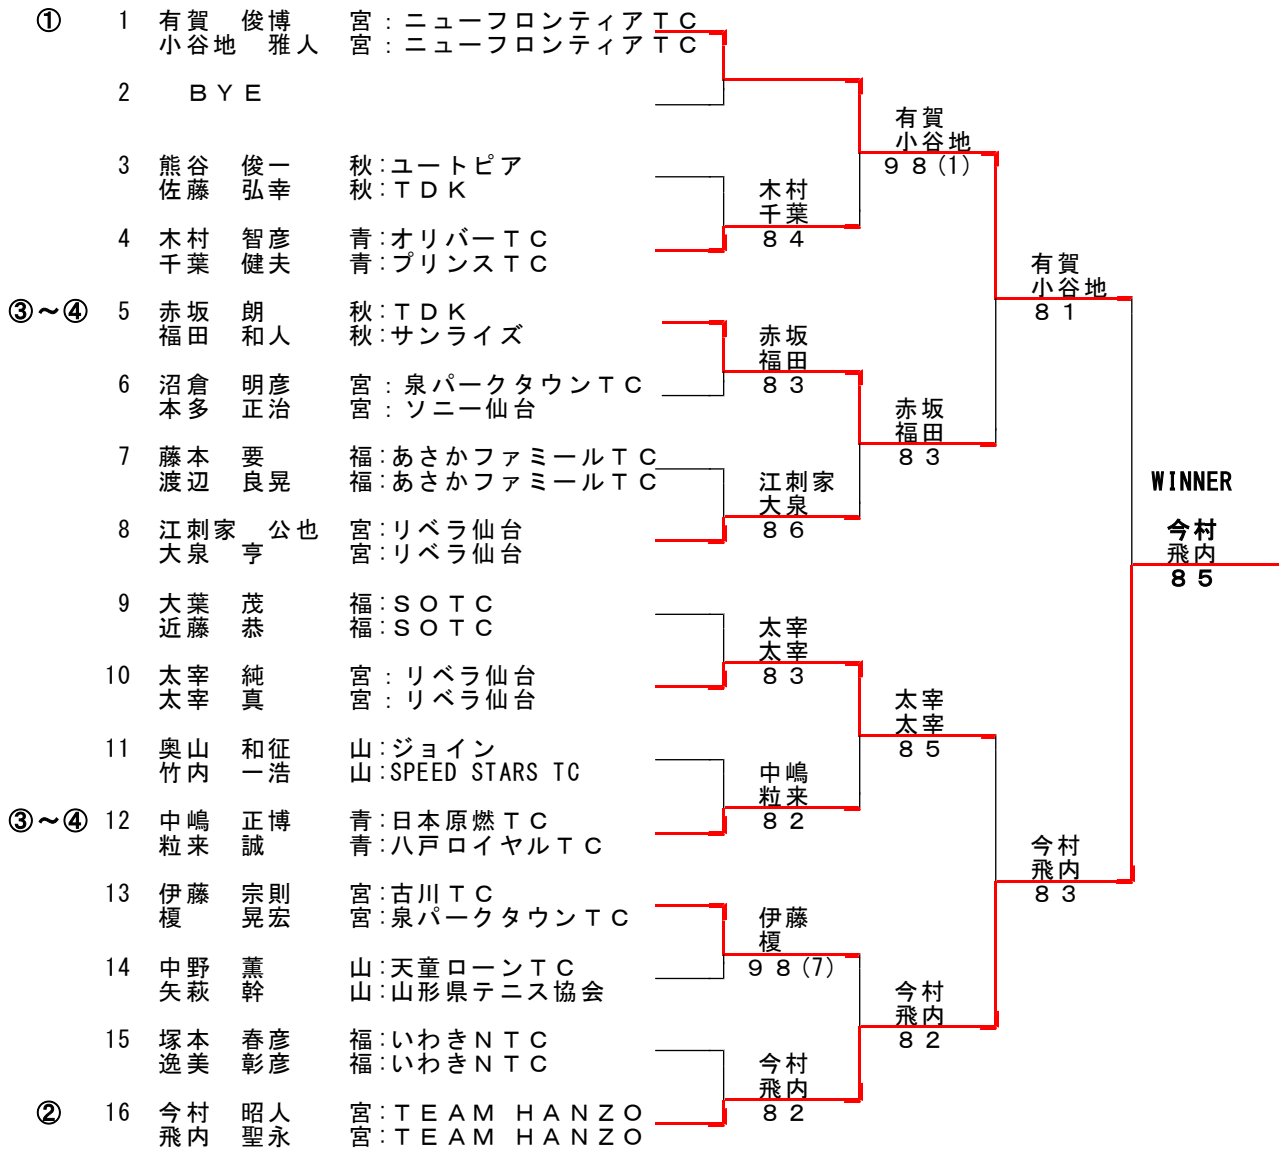 ① 1 有賀 俊博 宮：ニューフロンティアＴＣ
小谷地 雅人 宮：ニューフロンティアＴＣ
2 ＢＹＥ
有賀
小谷地
９８(1)
3 熊谷 俊一 秋:ユートピア
佐藤 弘幸 秋:ＴＤＫ
木村
千葉
８４
4 木村 智彦 青:オリバーＴＣ
千葉 健夫 青:プリンスＴＣ
有賀
小谷地
８１
③～④ 5 赤坂 朗 秋:ＴＤＫ
福田 和人 秋:サンライズ
赤坂
福田
８３
6 沼倉 明彦 宮：泉パークタウンＴＣ
本多 正治 宮：ソニー仙台
赤坂
福田
８３
7 藤本 要 福:あさかファミールＴＣ
渡辺 良晃 福:あさかファミールＴＣ
江刺家
大泉
８６
WINNER
今村
飛内
８５
8 江刺家 公也 宮:リベラ仙台
大泉 亨 宮:リベラ仙台
9 大葉 茂 福:ＳＯＴＣ
近藤 恭 福:ＳＯＴＣ
太宰
太宰
８３
10 太宰 純 宮：リベラ仙台
太宰 真 宮：リベラ仙台
太宰
太宰
８５
11 奥山 和征 山:ジョイン
竹内 一浩 山:SPEED STARS TC
中嶋
粒来
８２
③～④ 12 中嶋 正博 青:日本原燃ＴＣ
粒来 誠 青:八戸ロイヤルＴＣ
今村
飛内
８３
13 伊藤 宗則 宮:古川ＴＣ
榎 晃宏 宮:泉パークタウンＴＣ
伊藤
榎
９８(7)
14 中野 薫 山:天童ローンＴＣ
矢萩 幹 山:山形県テニス協会
今村
飛内
８２
15 塚本 春彦 福:いわきＮＴＣ
逸美 彰彦 福:いわきＮＴＣ
今村
飛内
８２
② 16 今村 昭人 宮:ＴＥＡＭ ＨＡＮＺＯ
飛内 聖永 宮:ＴＥＡＭ ＨＡＮＺＯ